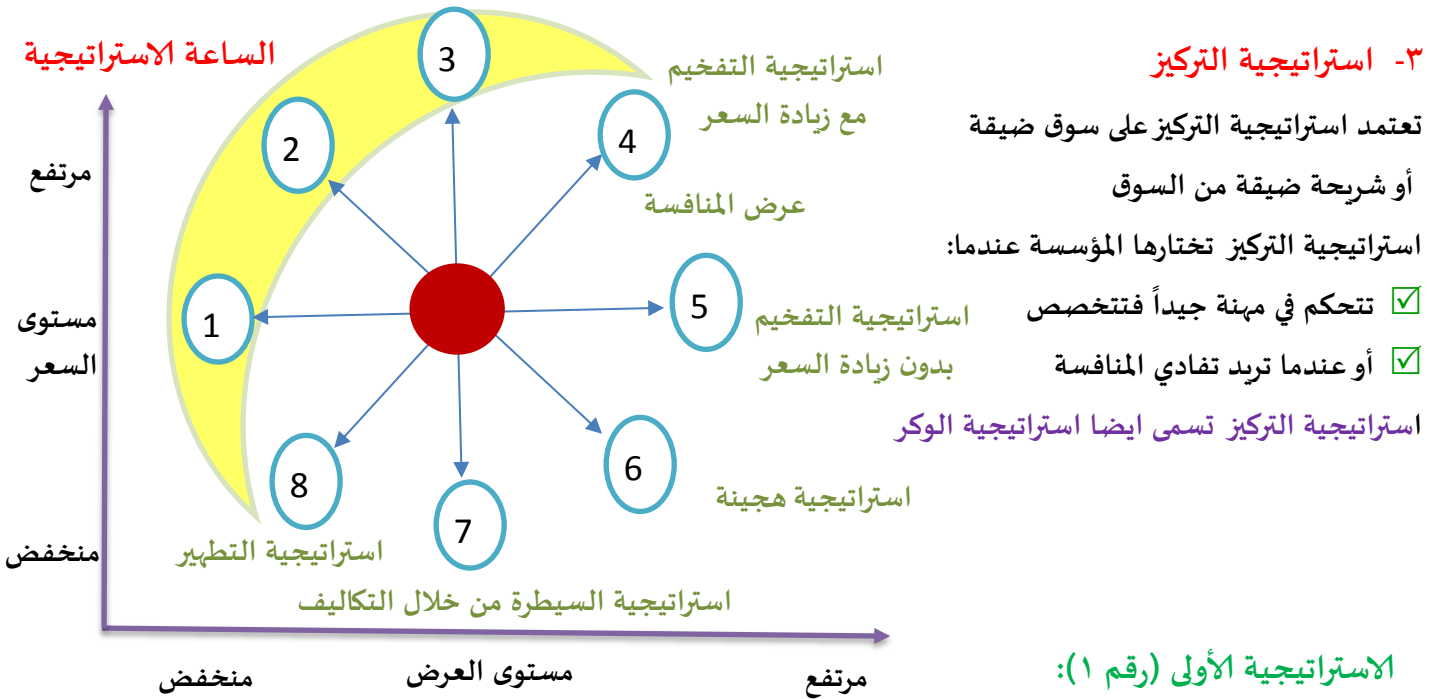 ٣- استراتيجية التركيز
تعتمد استراتيجية التركيز على سوق ضيقة
أو شريحة ضيقة من السوق
استراتيجية التركيز تختارها المؤسسة عندما:
تتحكم في مهنة جيداً فتتخصص
أو عندما تريد تفادي المنافسة
استراتيجية التركيز تسمى ايضا استراتيجية الوكر
الساعة الاستراتيجية
3
استراتيجية التفخيم
مع زيادة السعر
4
2
مرتفع
عرض المنافسة
5
1
استراتيجية التفخيم
بدون زيادة السعر
مستوى
السعر
6
8
7
استراتيجية هجينة
منخفض
استراتيجية التطهير
استراتيجية السيطرة من خلال التكاليف
منخفض
مستوى العرض
مرتفع
الاستراتيجية الأولى (رقم ١):